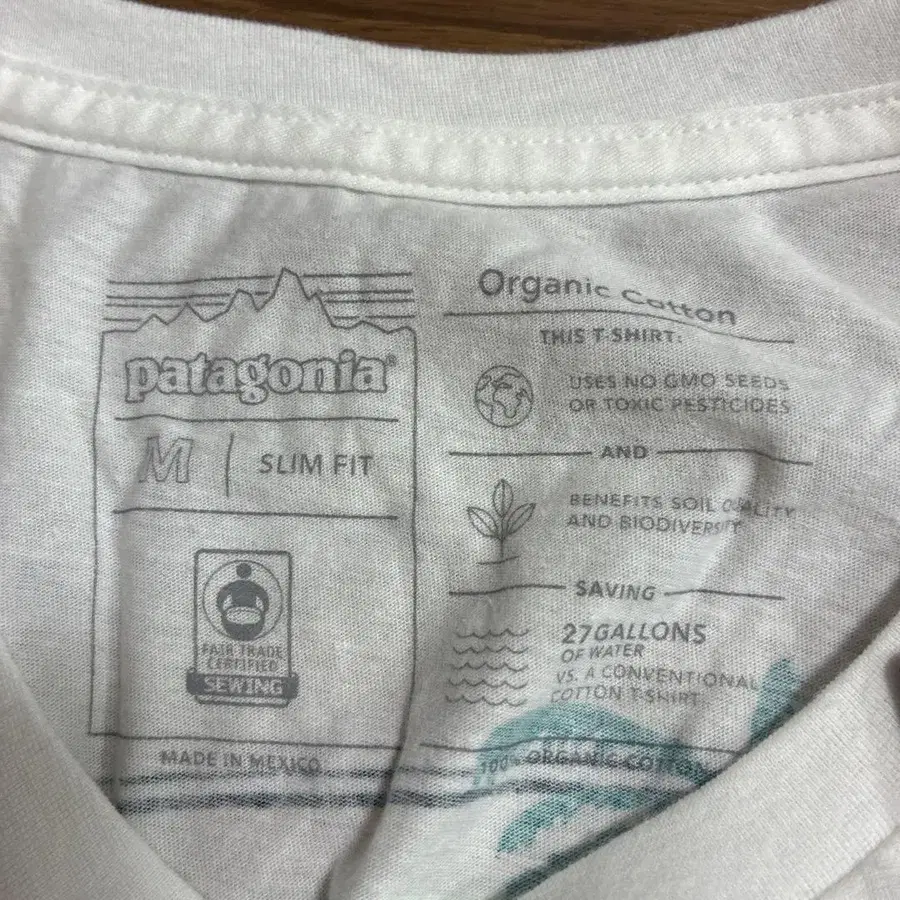 patagonia®
M | SLIM FIT
FAIR TRADE
CERTIFIED
SEWING
MADE IN MEXICO
Organic Cotton
THIS T-SHIRT:
USES NO GMO SEEDS
OR TOXIC PESTICIDES
AND
BENEFITS SOIL QUALITY
AND BIODIVERSITY
SAVING
27 GALLONS
OF WATER
VS. A CONVENTIONAL
COTTON T-SHIRT
100% ORGANIC COTTON